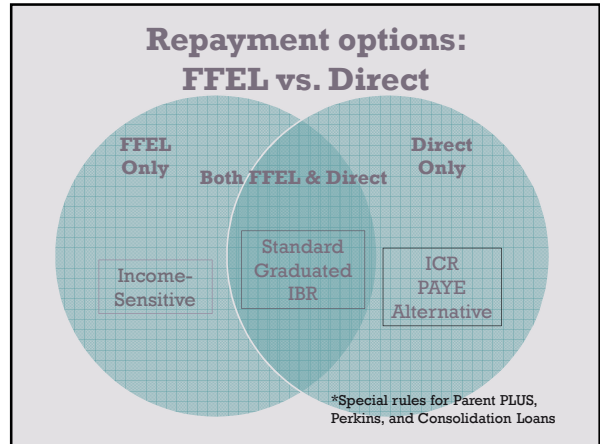 Repayment options:
FFEL vs. Direct
FFEL
Only
Direct
Only
Both FFEL & Direct
Income-
Sensitive
Standard
Graduated
IBR
ICR
PAYE
Alternative
*Special rules for Parent PLUS,
Perkins, and Consolidation Loans